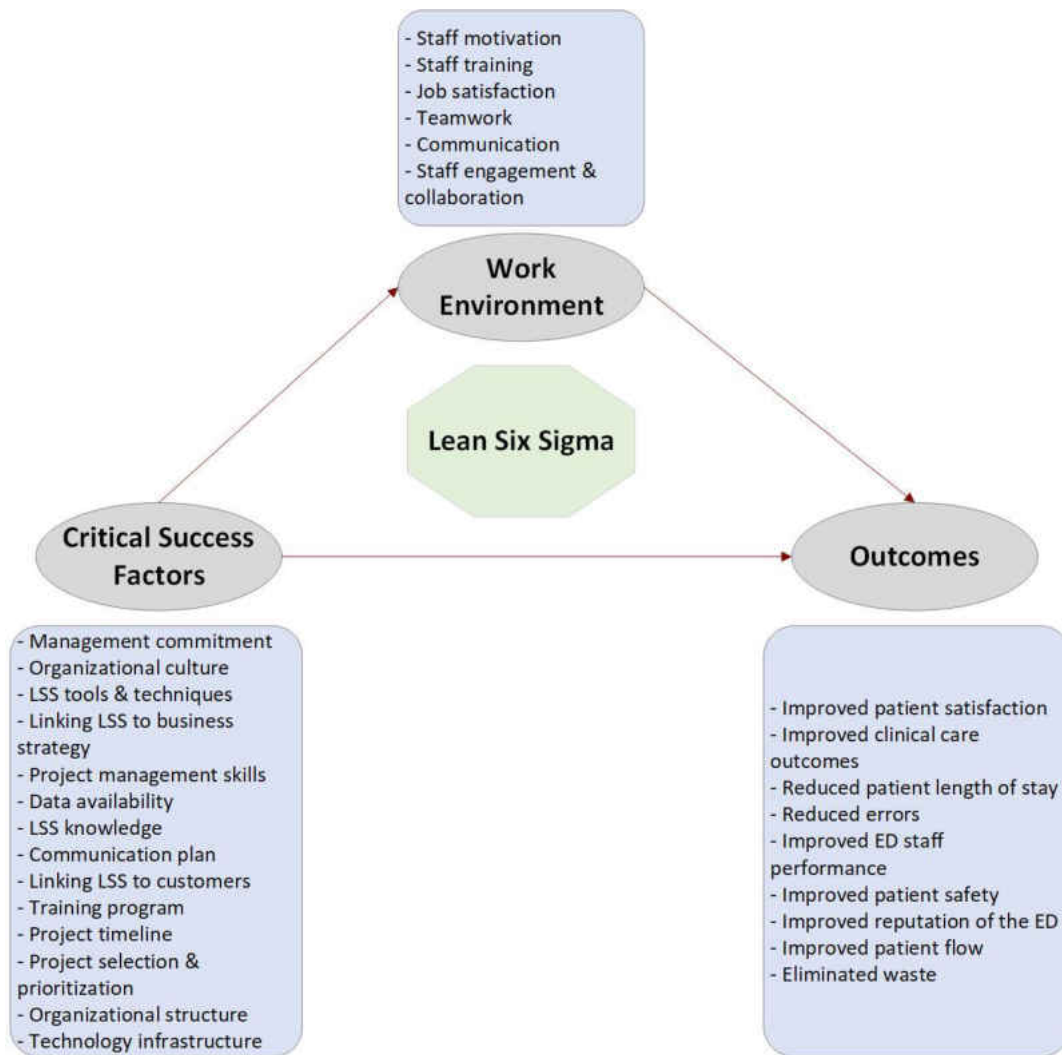 - Staff motivation
- Staff training
- Job satisfaction
- Teamwork
- Communication
- Staff engagement &
collaboration
Work
Environment
Lean Six Sigma
Critical Success
Factors
Outcomes
- Management commitment
- Organizational culture
- LSS tools & techniques
- Linking LSS to business
strategy
- Project management skills
- Data availability
- LSS knowledge
- Communication plan
- Linking LSS to customers
- Training program
- Project timeline
- Project selection &
prioritization
- Organizational structure
- Technology infrastructure
- Improved patient satisfaction
- Improved clinical care
outcomes
- Reduced patient length of stay
- Reduced errors
- Improved ED staff
performance
- Improved patient safety
- Improved reputation of the ED
- Improved patient flow
- Eliminated waste